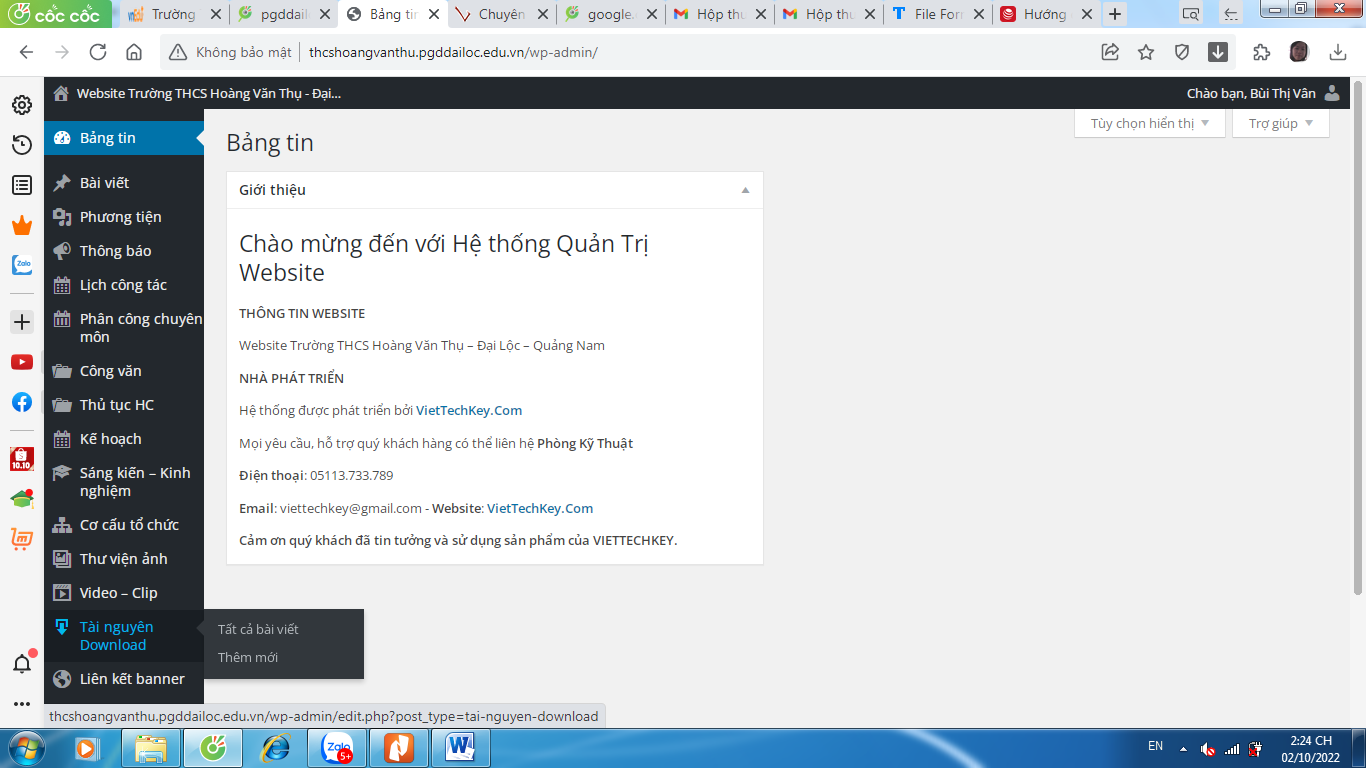 cốc cốc
Trường
pgddailo
Bảng tin
Chuyên
google.
Hộp thư
Hộp thư
File Form
Hướng
Không bảo mật
thcshoangvanthu.pgddailoc.edu.vn/wp-admin/
Website Trường THCS Hoàng Văn Thụ - Đại...
Chào bạn, Bùi Thị Vân
Tùy chọn hiển thị
Trợ giúp
Bảng tin
Bài viết
Phương tiện
Thông báo
Lịch công tác
Phân công chuyên
môn
Công văn
Thủ tục HC
Kế hoạch
Sáng kiến – Kinh
nghiệm
Cơ cấu tổ chức
Thư viện ảnh
Video – Clip
Tài nguyên
Download
Liên kết banner
Tất cả bài viết
Thêm mới
Bảng tin
Giới thiệu
Chào mừng đến với Hệ thống Quản Trị
Website
THÔNG TIN WEBSITE
Website Trường THCS Hoàng Văn Thụ – Đại Lộc – Quảng Nam
NHÀ PHÁT TRIỂN
Hệ thống được phát triển bởi VietTechKey.Com
Mọi yêu cầu, hỗ trợ quý khách hàng có thể liên hệ Phòng Kỹ Thuật
Điện thoại: 05113.733.789
Email: viettechkey@gmail.com - Website: VietTechKey.Com
Cảm ơn quý khách đã tin tưởng và sử dụng sản phẩm của VIETTECHKEY.
Zalo
10.10
thcshoangvanthu.pgddailoc.edu.vn/wp-admin/edit.php?post_type=tai-nguyen-download
Zalo
5+
EN
2:24 CH
02/10/2022